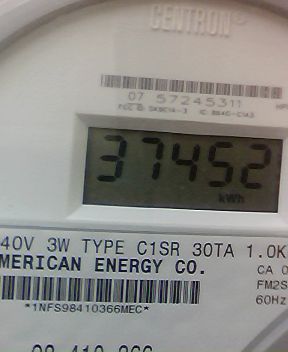 CENTRON®
07 57245311
37452
kWh
40V 3W TYPE C1SR 30TA 1.0K
MERICAN ENERGY CO.
CA 0
FM2S
60Hz
*1NFS98410366MEC*